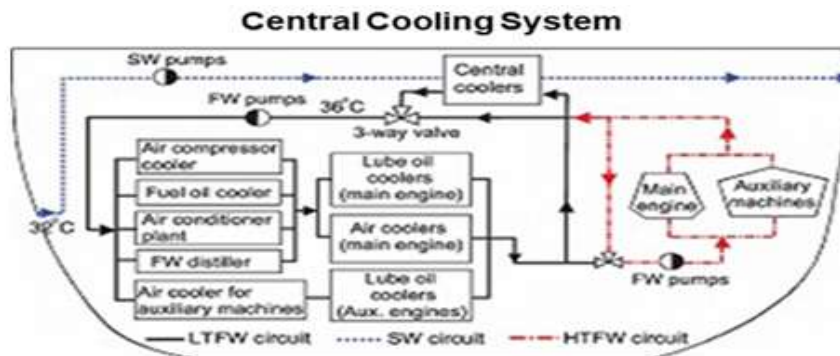 Central Cooling System
SW pumps
Central
coolers
FW pumps
36°C
3-way valve
Air compressor
cooler
Fuel oil cooler
Air conditioner
plant
FW distiller
Air cooler for
auxiliary machines
Lube oil
coolers
(main engine)
Air coolers
(main engine)
Lube oil
coolers
(Aux. engines)
Main
engine
Auxiliary
machines
FW pumps
32°C
LTFW circuit
SW circuit
HTFW circuit